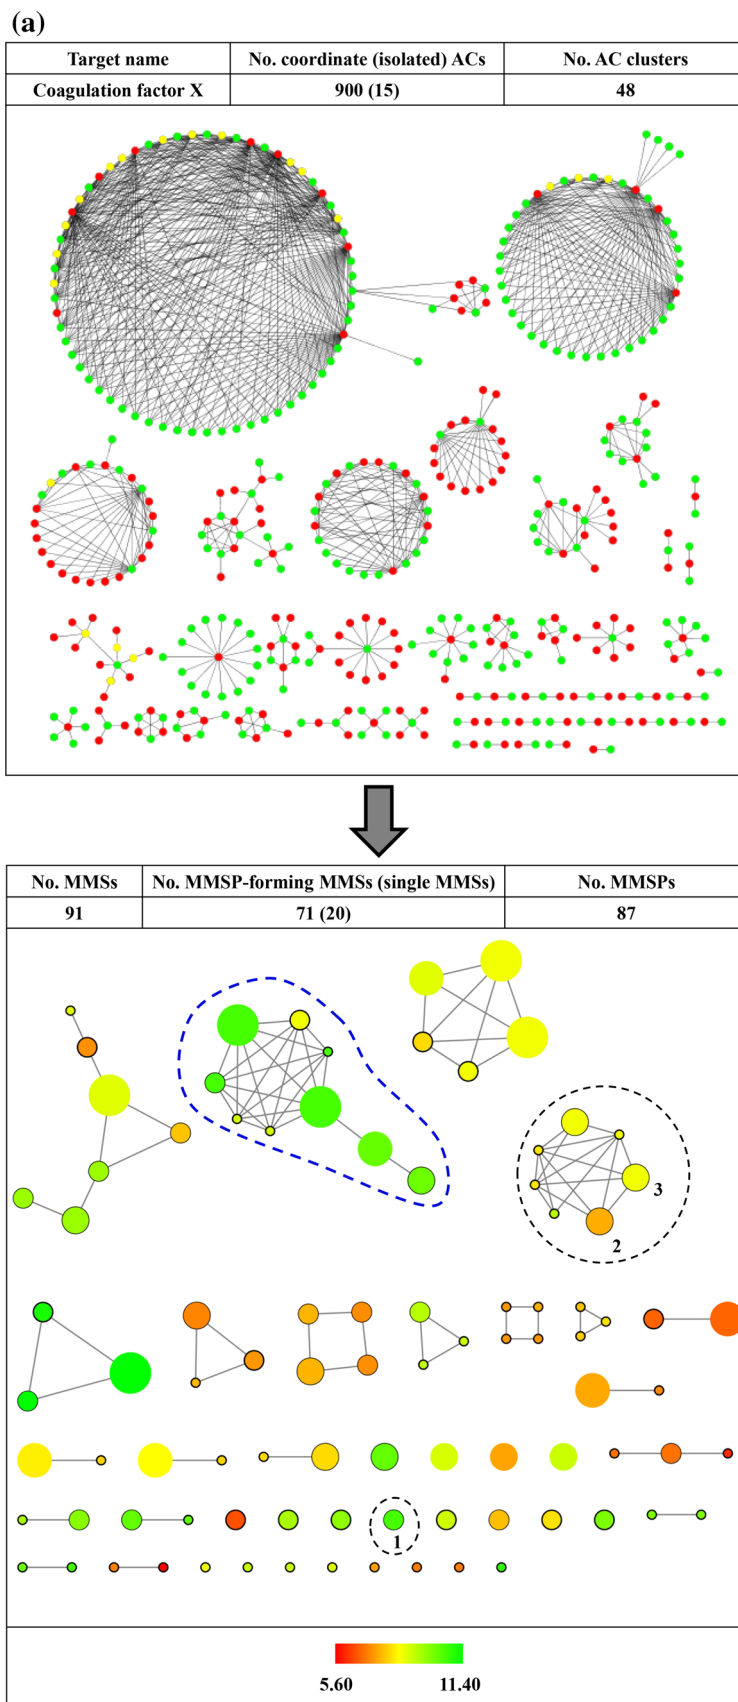 (a)
Target name No. coordinate (isolated) ACs No. AC clusters
Coagulation factor X 900 (15) 48
No. MMSs No. MMSP-forming MMSs (single MMSs) No. MMSPs
91 71 (20) 87
3
2
1
5.60 11.40